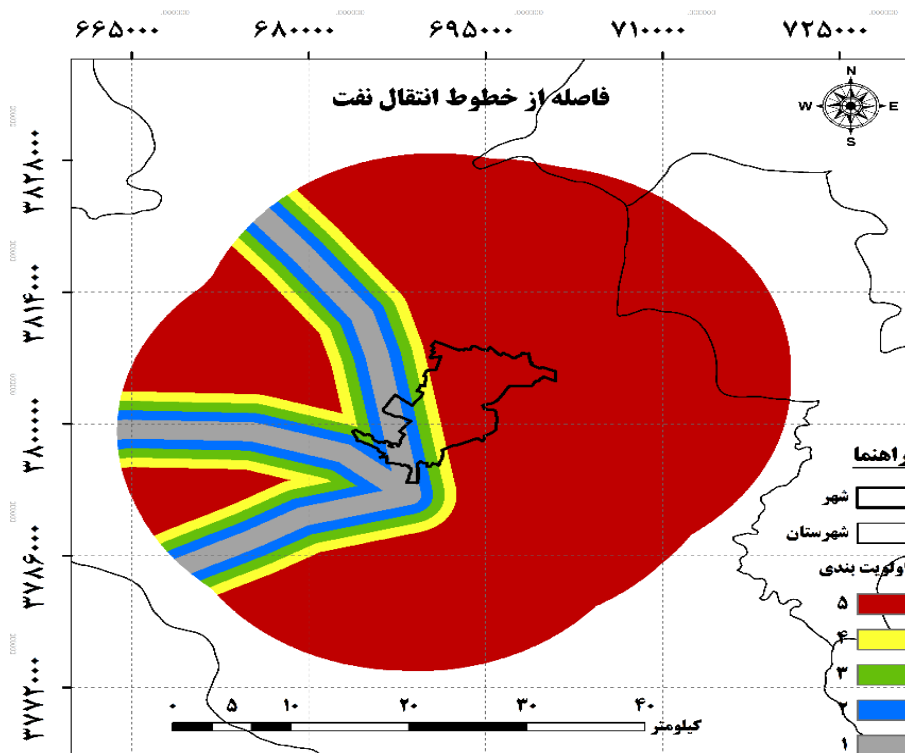 ۶۶۵۰۰۰ ۶۸۰۰۰۰ ۶۹۵۰۰۰ ۷۱۰۰۰۰ ۷۲۵۰۰۰
فاصله از خطوط انتقال نفت
N
W E
S
۳۸۲۸۰۰۰
۳۸۱۴۰۰۰
۳۸۰۰۰۰۰
۳۷۸۶۰۰۰
۳۷۷۲۰۰۰
راهنما
شهر
شهرستان
اولویت بندی
۵
۴
۳
۲
۱
۰ ۵ ۱۰ ۲۰ ۳۰ ۴۰
کیلومتر